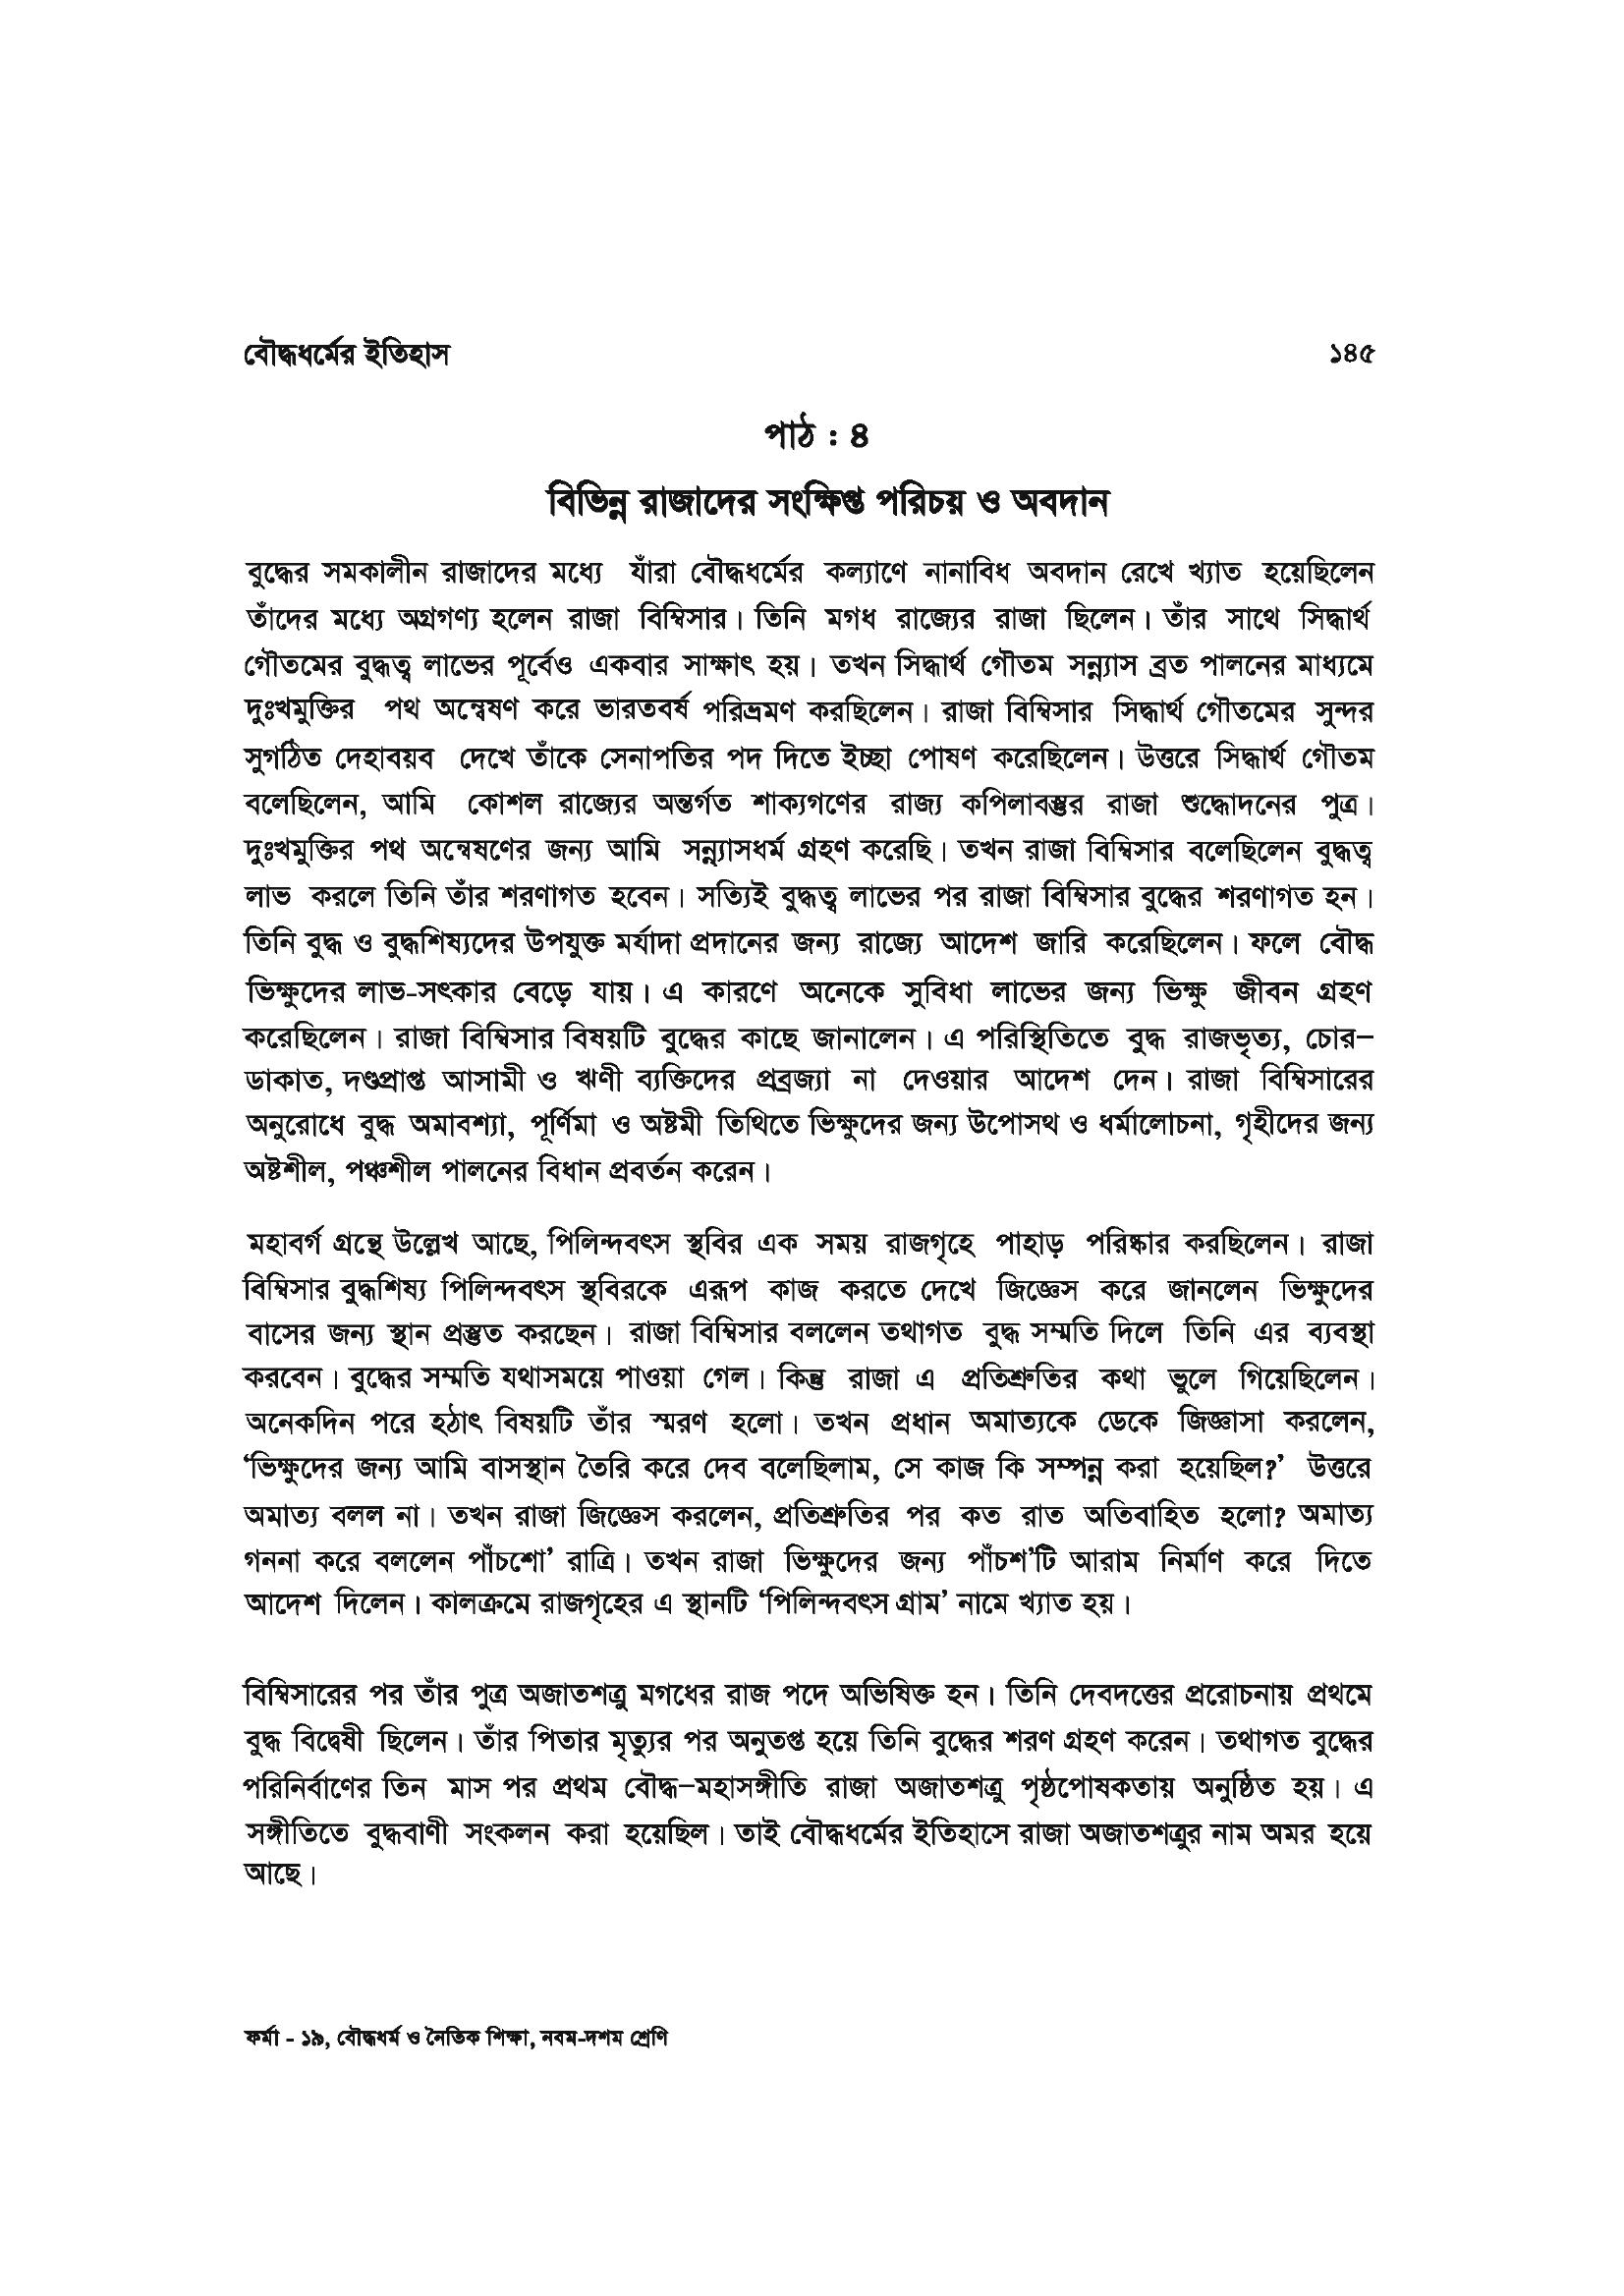 বৌদ্ধধর্মের ইতিহাস ১৪৫
পাঠ : ৪
বিভিন্ন রাজাদের সংক্ষিপ্ত পরিচয় ও অবদান
বুদ্ধের সমকালীন রাজাদের মধ্যে যাঁরা বৌদ্ধধর্মের কল্যাণে নানাবিধ অবদান রেখে খ্যাত হয়েছিলেন
তাঁদের মধ্যে অগ্রগণ্য হলেন রাজা বিম্বিসার। তিনি মগধ রাজ্যের রাজা ছিলেন। তাঁর সাথে সিদ্ধার্থ
গৌতমের বুদ্ধত্ব লাভের পূর্বেও একবার সাক্ষাৎ হয়। তখন সিদ্ধার্থ গৌতম সন্ন্যাস ব্রত পালনের মাধ্যমে
দুঃখমুক্তির পথ অন্বেষণ করে ভারতবর্ষ পরিভ্রমণ করছিলেন। রাজা বিম্বিসার সিদ্ধার্থ গৌতমের সুন্দর
সুগঠিত দেহাবয়ব দেখে তাঁকে সেনাপতির পদ দিতে ইচ্ছা পোষণ করেছিলেন। উত্তরে সিদ্ধার্থ গৌতম
বলেছিলেন, আমি কোশল রাজ্যের অন্তর্গত শাক্যগণের রাজ্য কপিলাবস্তুর রাজা শুদ্ধোদনের পুত্র।
দুঃখমুক্তির পথ অন্বেষণের জন্য আমি সন্ন্যাসধর্ম গ্রহণ করেছি। তখন রাজা বিম্বিসার বলেছিলেন বুদ্ধত্ব
লাভ করলে তিনি তাঁর শরণাগত হবেন। সত্যিই বুদ্ধত্ব লাভের পর রাজা বিম্বিসার বুদ্ধের শরণাগত হন।
তিনি বুদ্ধ ও বুদ্ধশিষ্যদের উপযুক্ত মর্যাদা প্রদানের জন্য রাজ্যে আদেশ জারি করেছিলেন। ফলে বৌদ্ধ
ভিক্ষুদের লাভ-সৎকার বেড়ে যায়। এ কারণে অনেকে সুবিধা লাভের জন্য ভিক্ষু জীবন গ্রহণ
করেছিলেন। রাজা বিম্বিসার বিষয়টি বুদ্ধের কাছে জানালেন। এ পরিস্থিতিতে বুদ্ধ রাজভৃত্য, চোর–
ডাকাত, দণ্ডপ্রাপ্ত আসামী ও ঋণী ব্যক্তিদের প্রব্রজ্যা না দেওয়ার আদেশ দেন। রাজা বিম্বিসারের
অনুরোধে বুদ্ধ অমাবশ্যা, পূর্ণিমা ও অষ্টমী তিথিতে ভিক্ষুদের জন্য উপোসথ ও ধর্মালোচনা, গৃহীদের জন্য
অষ্টশীল, পঞ্চশীল পালনের বিধান প্রবর্তন করেন।
মহাবর্গ গ্রন্থে উল্লেখ আছে, পিলিন্দবৎস স্থবির এক সময় রাজগৃহে পাহাড় পরিষ্কার করছিলেন। রাজা
বিম্বিসার বুদ্ধশিষ্য পিলিন্দবৎস স্থবিরকে এরূপ কাজ করতে দেখে জিজ্ঞেস করে জানলেন ভিক্ষুদের
বাসের জন্য স্থান প্রস্তুত করছেন। রাজা বিম্বিসার বললেন তথাগত বুদ্ধ সম্মতি দিলে তিনি এর ব্যবস্থা
করবেন। বুদ্ধের সম্মতি যথাসময়ে পাওয়া গেল। কিন্তু রাজা এ প্রতিশ্রুতির কথা ভুলে গিয়েছিলেন।
অনেকদিন পরে হঠাৎ বিষয়টি তাঁর স্মরণ হলো। তখন প্রধান অমাত্যকে ডেকে জিজ্ঞাসা করলেন,
‘ভিক্ষুদের জন্য আমি বাসস্থান তৈরি করে দেব বলেছিলাম, সে কাজ কি সম্পন্ন করা হয়েছিল?’ উত্তরে
অমাত্য বলল না। তখন রাজা জিজ্ঞেস করলেন, প্রতিশ্রুতির পর কত রাত অতিবাহিত হলো? অমাত্য
গননা করে বললেন পাঁচশো’ রাত্রি। তখন রাজা ভিক্ষুদের জন্য পাঁচশ’টি আরাম নির্মাণ করে দিতে
আদেশ দিলেন। কালক্রমে রাজগৃহের এ স্থানটি ‘পিলিন্দবৎস গ্রাম’ নামে খ্যাত হয়।
বিম্বিসারের পর তাঁর পুত্র অজাতশত্রু মগধের রাজ পদে অভিষিক্ত হন। তিনি দেবদত্তের প্ররোচনায় প্রথমে
বুদ্ধ বিদ্বেষী ছিলেন। তাঁর পিতার মৃত্যুর পর অনুতপ্ত হয়ে তিনি বুদ্ধের শরণ গ্রহণ করেন। তথাগত বুদ্ধের
পরিনির্বাণের তিন মাস পর প্রথম বৌদ্ধ–মহাসঙ্গীতি রাজা অজাতশত্রু পৃষ্ঠপোষকতায় অনুষ্ঠিত হয়। এ
সঙ্গীতিতে বুদ্ধবাণী সংকলন করা হয়েছিল। তাই বৌদ্ধধর্মের ইতিহাসে রাজা অজাতশত্রুর নাম অমর হয়ে
আছে।
ফর্মা - ১৯, বৌদ্ধধর্ম ও নৈতিক শিক্ষা, নবম-দশম শ্রেণি